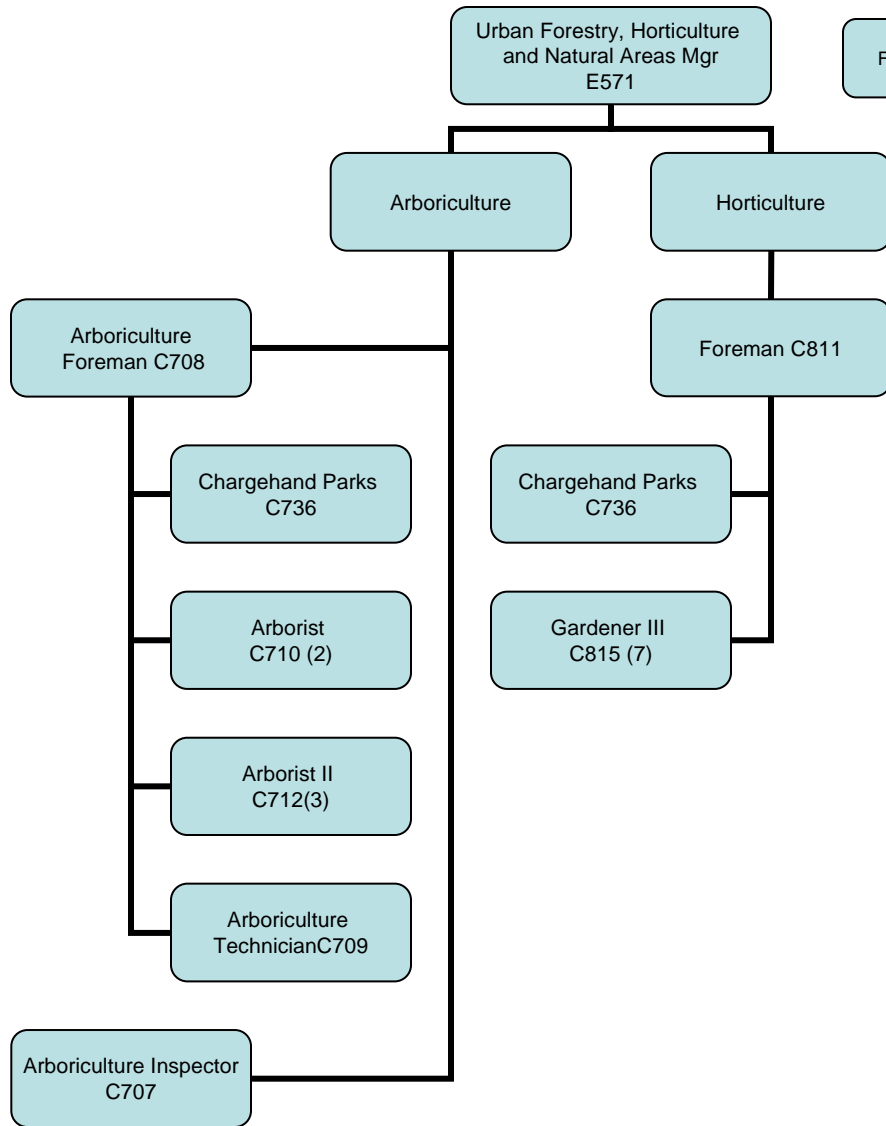 Urban Forestry, Horticulture
and Natural Areas Mgr
E571
F
Arboriculture
Horticulture
Arboriculture
Foreman C708
Foreman C811
Chargehand Parks
C736
Chargehand Parks
C736
Arborist
C710 (2)
Gardener III
C815 (7)
Arborist II
C712(3)
Arboriculture
TechnicianC709
Arboriculture Inspector
C707